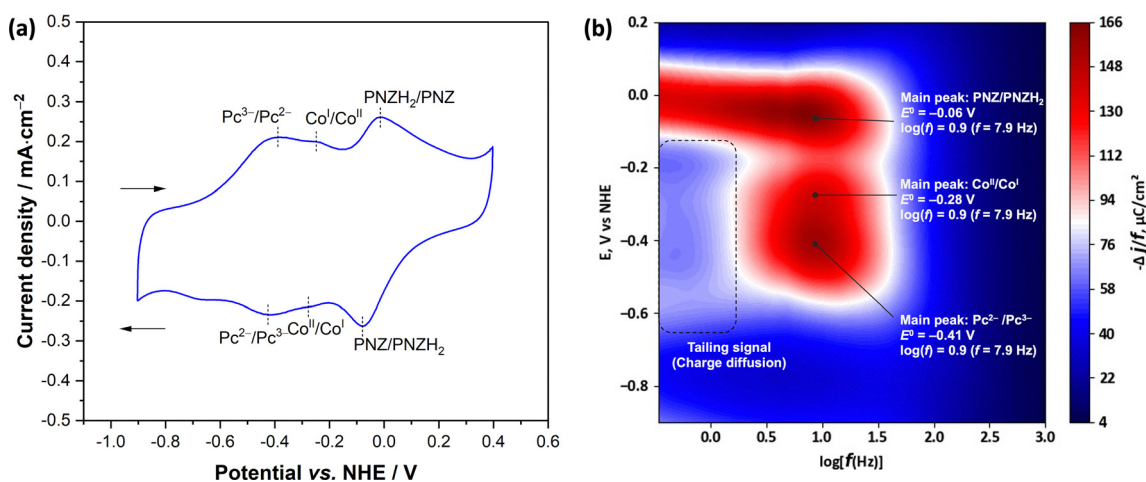 (a)
0.5
0.4
0.3
0.2
0.1
0.0
-0.1
-0.2
-0.3
-0.4
-0.5
Current density / mA·cm⁻²
Pc³⁻/Pc²⁻
Coᴵ/Coᴵᴵ
PNZH₂/PNZ
Pc²⁻/Pc³⁻
Coᴵᴵ/Coᴵ
PNZ/PNZH₂
-1.0 -0.8 -0.6 -0.4 -0.2 0.0 0.2 0.4 0.6
Potential vs. NHE / V
(b)
0.2
0.0
−0.2
−0.4
−0.6
−0.8
E, V vs NHE
Main peak: PNZ/PNZH₂
E⁰ = −0.06 V
log(f) = 0.9 (f = 7.9 Hz)
Main peak: Coᴵᴵ/Coᴵ
E⁰ = −0.28 V
log(f) = 0.9 (f = 7.9 Hz)
Main peak: Pc²⁻ /Pc³⁻
E⁰ = −0.41 V
log(f) = 0.9 (f = 7.9 Hz)
Tailing signal
(Charge diffusion)
0.0 0.5 1.0 1.5 2.0 2.5 3.0
log[f(Hz)]
166
148
130
112
94
76
58
40
22
4
-Δj/f, μC/cm²